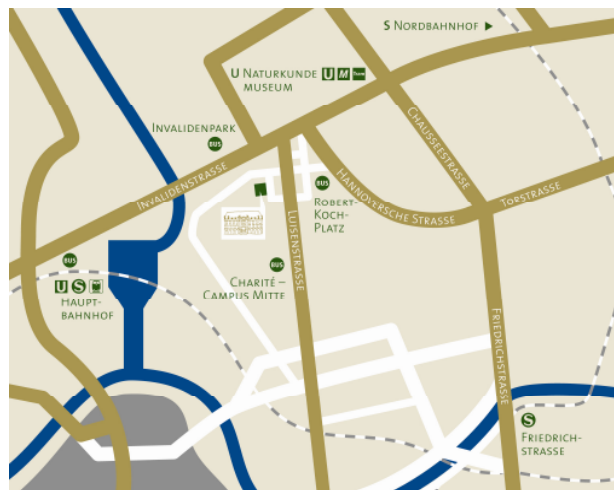 S NORDBAHNHOF
U NATURKUNDE
MUSEUM
U M Tram
INVALIDENPARK
BUS
CHAUSSEESTRASSE
INVALIDENSTRASSE
BUS
ROBERT-
KOCH-
PLATZ
HANNOVERSCHE STRASSE
TORSTRASSE
LUISENSTRASSE
BUS
CHARITÉ –
CAMPUS MITTE
BUS
U S
HAUPT-
BAHNHOF
FRIEDRICHSTRASSE
S
FRIEDRICH-
STRASSE